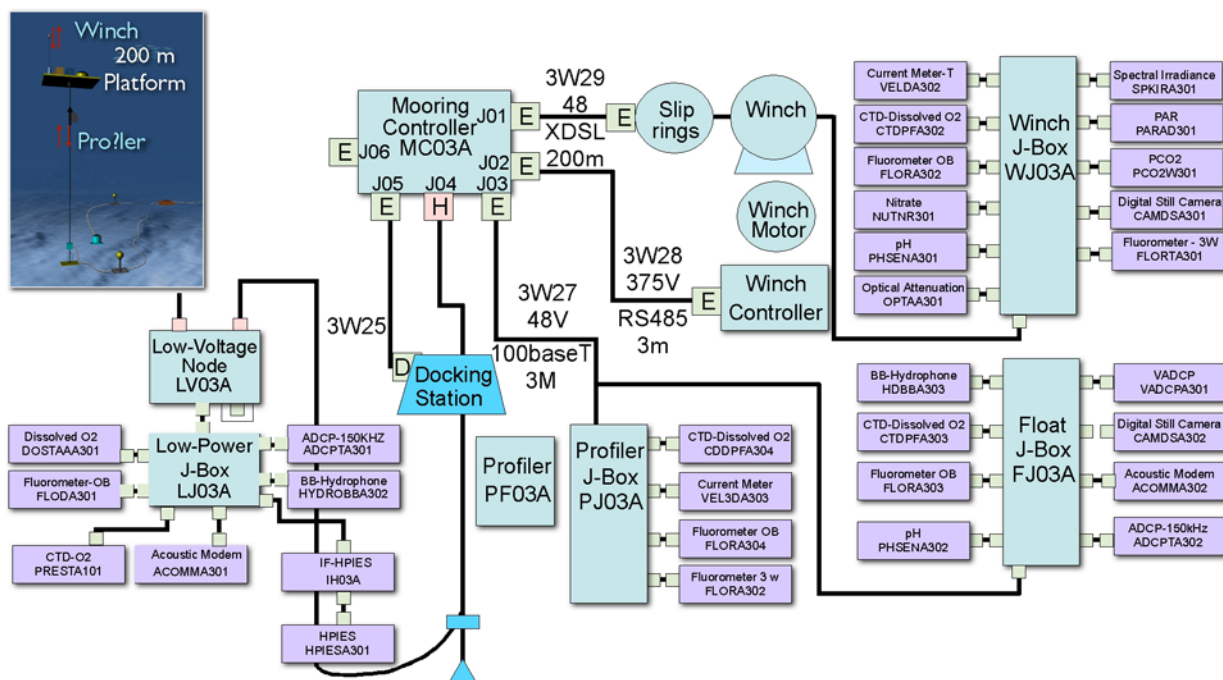 Winch
200 m
Platform
Pro?ler
Mooring
Controller
MC03A
J01
J02
J03
J04
J05
J06
E
E
E
H
E
E
3W29
48
XDSL
200m
E
Slip
rings
Winch
Winch
Motor
3W28
375V
RS485
3m
E
Winch
Controller
3W27
48V
100baseT
3M
3W25
D
Docking
Station
Low-Voltage
Node
LV03A
Low-Power
J-Box
LJ03A
Dissolved O2
DOSTAAA301
Fluorometer-OB
FLODA301
ADCP-150KHZ
ADCPTA301
BB-Hydrophone
HYDROBBA302
CTD-O2
PRESTA101
Acoustic Modem
ACOMMA301
IF-HPIES
IH03A
HPIES
HPIESA301
Profiler
PF03A
Profiler
J-Box
PJ03A
CTD-Dissolved O2
CDDPFA304
Current Meter
VEL3DA303
Fluorometer OB
FLORA304
Fluorometer 3 w
FLORA302
Winch
J-Box
WJ03A
Current Meter-T
VELDA302
CTD-Dissolved O2
CTDPFA302
Fluorometer OB
FLORA302
Nitrate
NUTNR301
pH
PHSENA301
Optical Attenuation
OPTAA301
Spectral Irradiance
SPKIRA301
PAR
PARAD301
PCO2
PCO2W301
Digital Still Camera
CAMDSA301
Fluorometer - 3W
FLORTA301
Float
J-Box
FJ03A
BB-Hydrophone
HDBBA303
CTD-Dissolved O2
CTDPFA303
Fluorometer OB
FLORA303
pH
PHSENA302
VADCP
VADCPA301
Digital Still Camera
CAMDSA302
Acoustic Modem
ACOMMA302
ADCP-150kHz
ADCPTA302